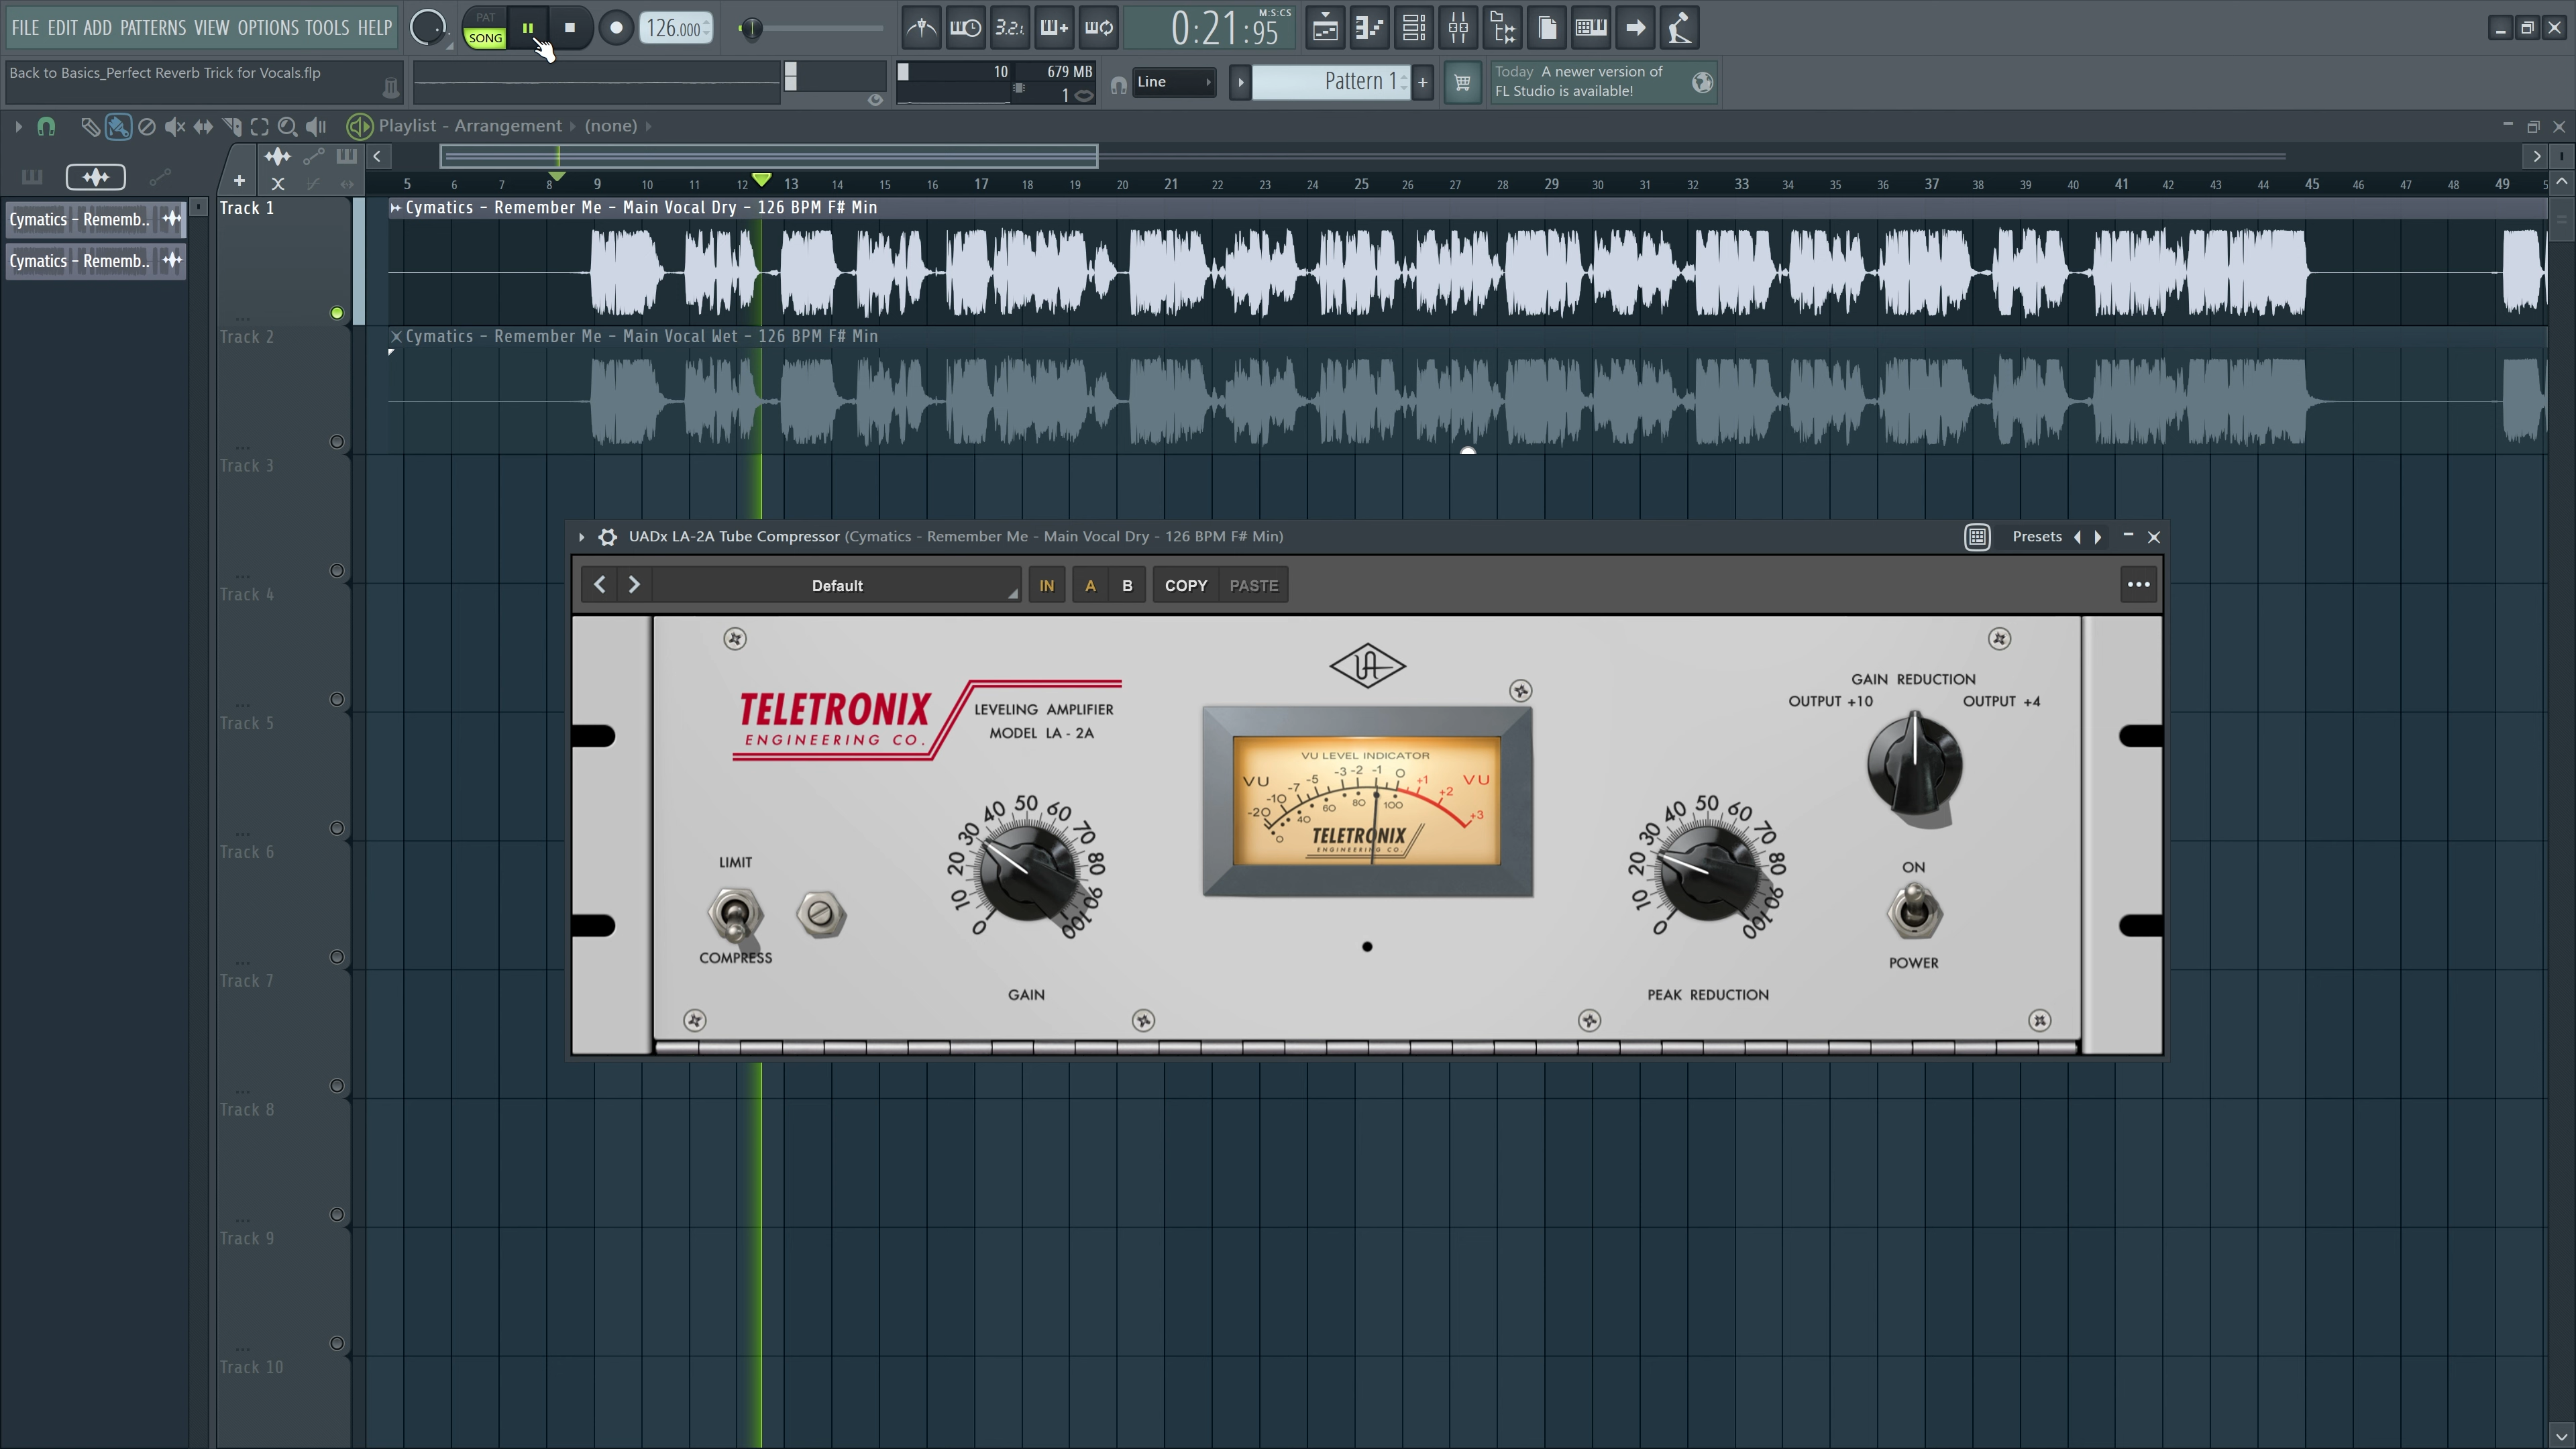 FILE EDIT ADD PATTERNS VIEW OPTIONS TOOLS HELP
PAT
SONG
126.000
3.2.
0:21:95
M:S:CS
Back to Basics_Perfect Reverb Trick for Vocals.flp
10
679 MB
1
Line
Pattern 1
+
Today A newer version of
FL Studio is available!
Playlist - Arrangement
(none)
5 6 7 8 9 10 11 12 13 14 15 16 17 18 19 20 21 22 23 24 25 26 27 28 29 30 31 32 33 34 35 36 37 38 39 40 41 42 43 44 45 46 47 48 49
Cymatics - Rememb..
Cymatics - Rememb..
Track 1
Cymatics - Remember Me - Main Vocal Dry - 126 BPM F# Min
Track 2
Cymatics - Remember Me - Main Vocal Wet - 126 BPM F# Min
Track 3
Track 4
Track 5
Track 6
Track 7
Track 8
Track 9
Track 10
UADx LA-2A Tube Compressor (Cymatics - Remember Me - Main Vocal Dry - 126 BPM F# Min)
Presets
Default
IN
A
B
COPY
PASTE
TELETRONIX
ENGINEERING CO.
LEVELING AMPLIFIER
MODEL LA-2A
UA
VU LEVEL INDICATOR
VU
-20 -10 -7 -5 -3 -2 -1 0 +1 +2 +3
VU
0 40 60 80 100
TELETRONIX
ENGINEERING CO.
GAIN REDUCTION
OUTPUT +10
OUTPUT +4
LIMIT
COMPRESS
0 10 20 30 40 50 60 70 80 90 100
GAIN
0 10 20 30 40 50 60 70 80 90 100
PEAK REDUCTION
ON
POWER